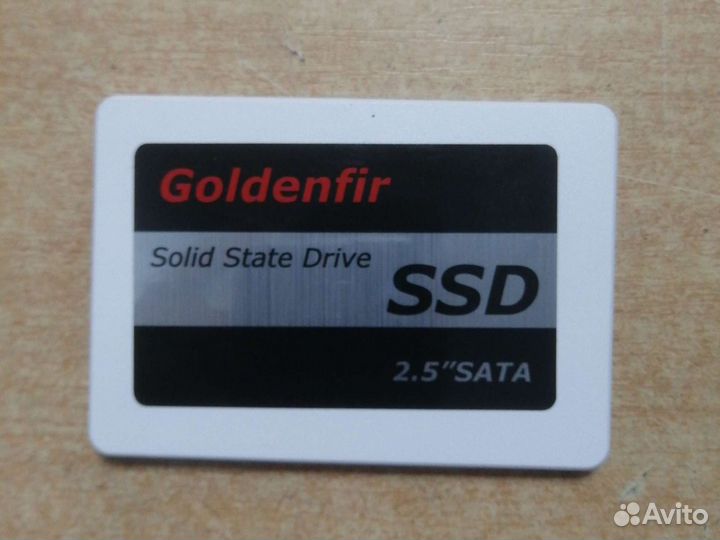 Goldenfir
Solid State Drive
SSD
2.5"SATA
Avito